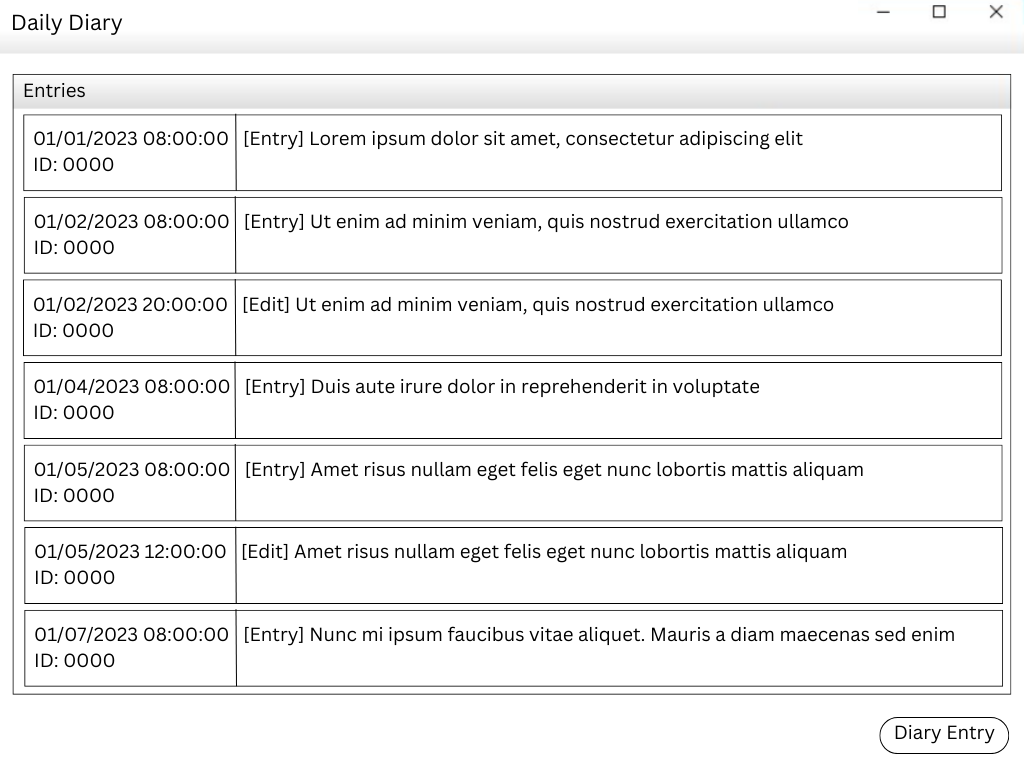 Daily Diary
Entries
01/01/2023 08:00:00 [Entry] Lorem ipsum dolor sit amet, consectetur adipiscing elit
ID: 0000
01/02/2023 08:00:00 [Entry] Ut enim ad minim veniam, quis nostrud exercitation ullamco
ID: 0000
01/02/2023 20:00:00 [Edit] Ut enim ad minim veniam, quis nostrud exercitation ullamco
ID: 0000
01/04/2023 08:00:00 [Entry] Duis aute irure dolor in reprehenderit in voluptate
ID: 0000
01/05/2023 08:00:00 [Entry] Amet risus nullam eget felis eget nunc lobortis mattis aliquam
ID: 0000
01/05/2023 12:00:00 [Edit] Amet risus nullam eget felis eget nunc lobortis mattis aliquam
ID: 0000
01/07/2023 08:00:00 [Entry] Nunc mi ipsum faucibus vitae aliquet. Mauris a diam maecenas sed enim
ID: 0000
Diary Entry